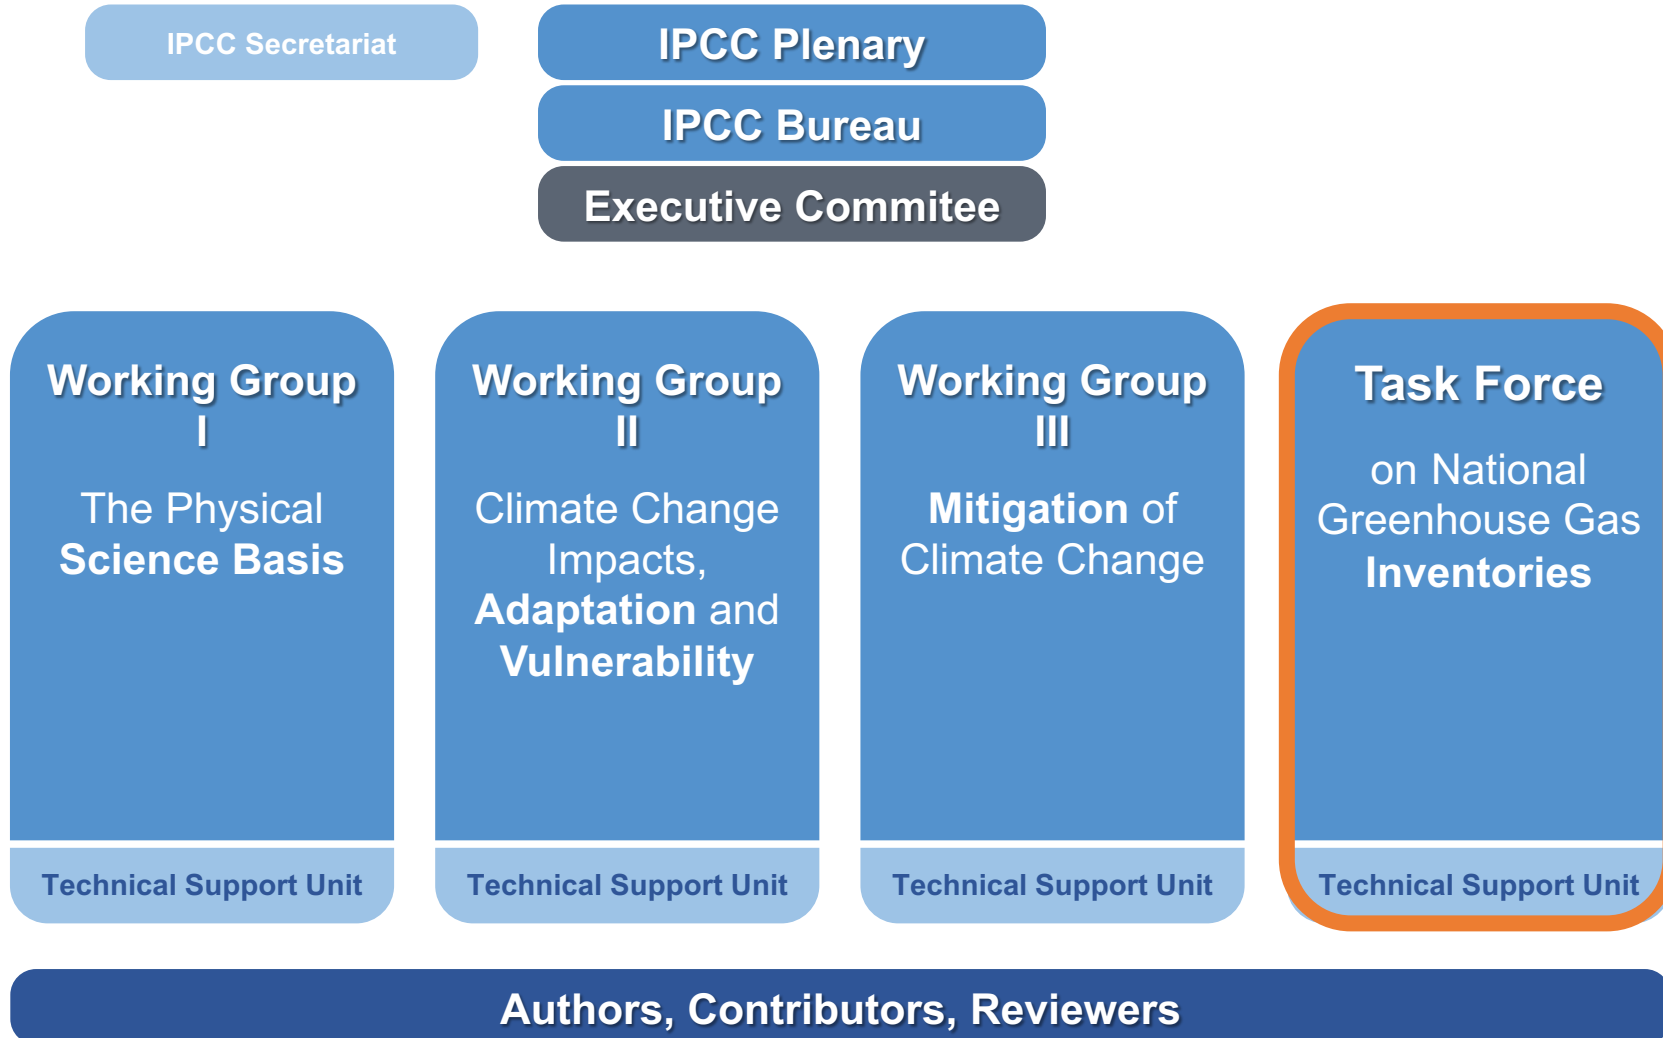 IPCC Secretariat
IPCC Plenary
IPCC Bureau
Executive Commitee
Working Group
I
The Physical
Science Basis
Technical Support Unit
Working Group
II
Climate Change
Impacts,
Adaptation and
Vulnerability
Technical Support Unit
Working Group
III
Mitigation of
Climate Change
Technical Support Unit
Task Force
on National
Greenhouse Gas
Inventories
Technical Support Unit
Authors, Contributors, Reviewers